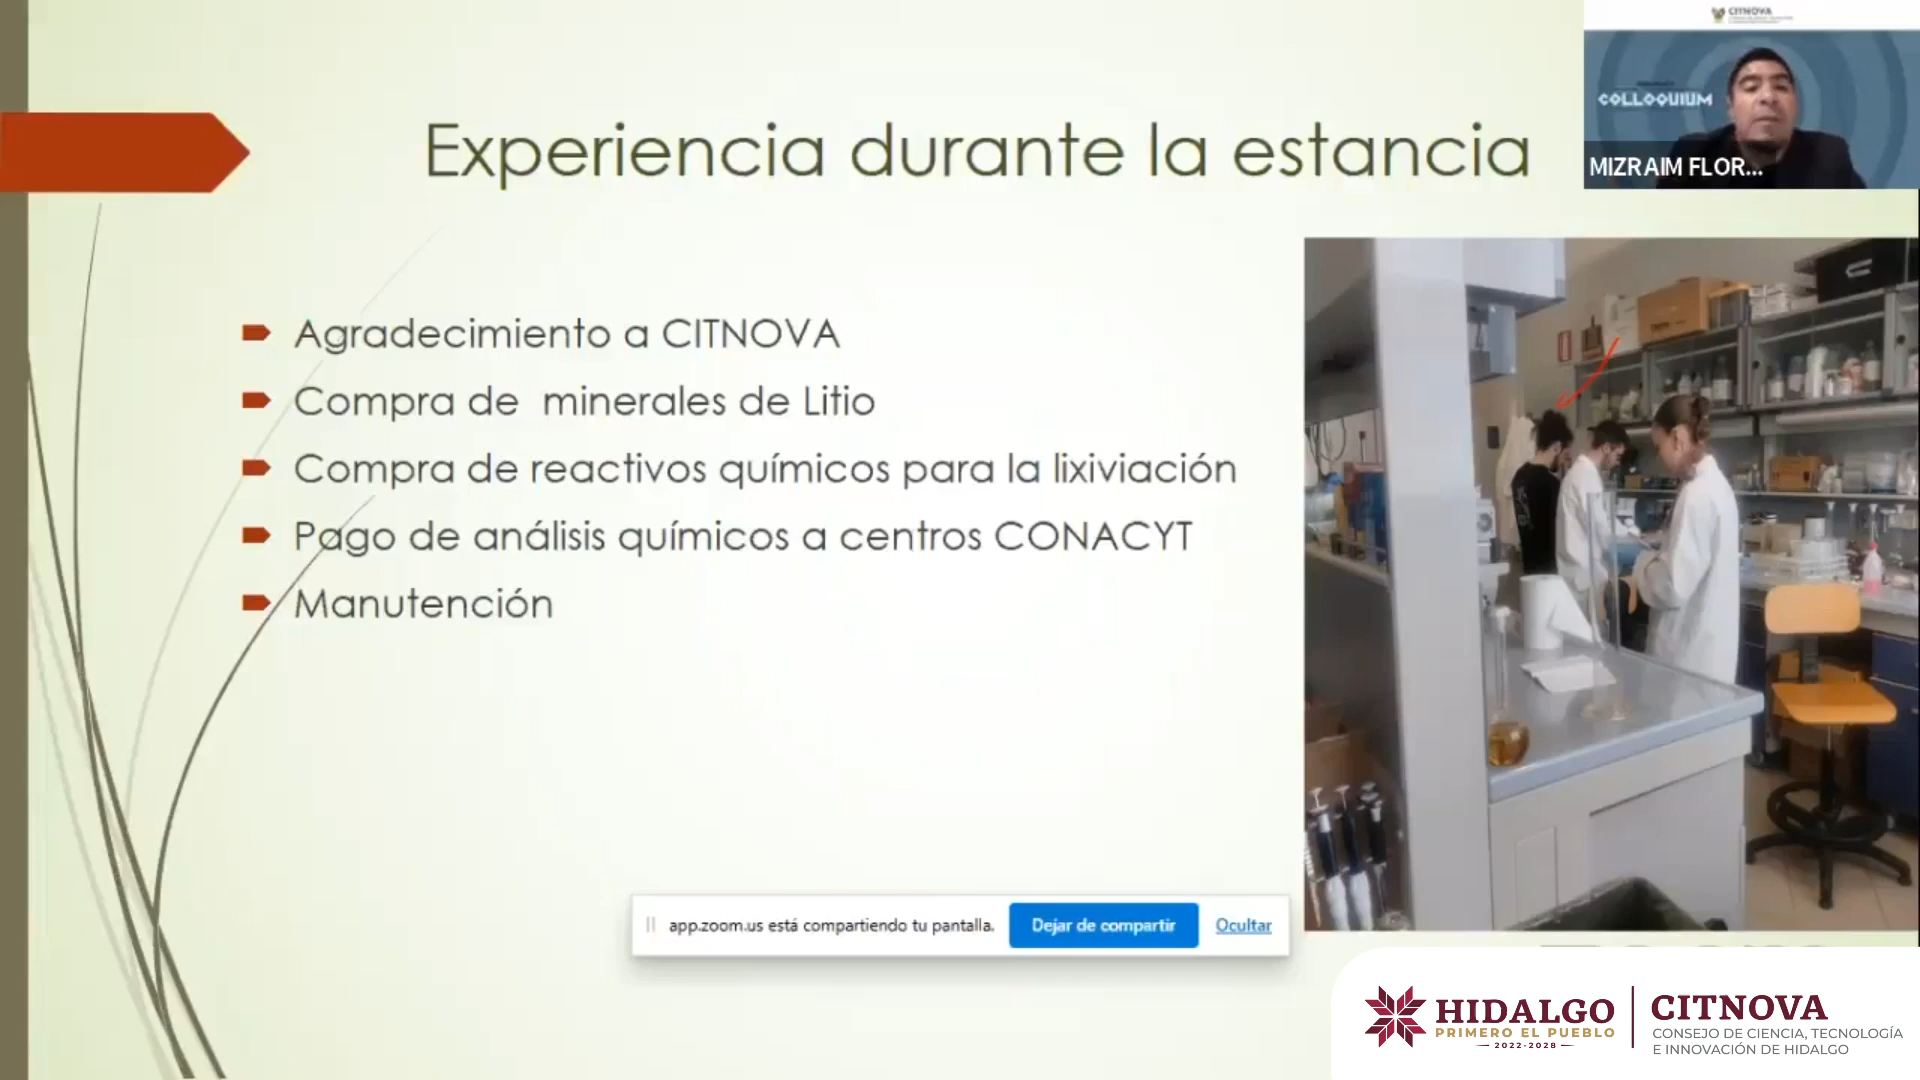 CITNOVA
COLLOQUIUM
MIZRAIM FLOR...
Experiencia durante la estancia
Agradecimiento a CITNOVA
Compra de  minerales de Litio
Compra de reactivos químicos para la lixiviación
Pago de análisis químicos a centros CONACYT
Manutención
app.zoom.us está compartiendo tu pantalla.
Dejar de compartir
Ocultar
HIDALGO
PRIMERO EL PUEBLO
2022-2028
CITNOVA
CONSEJO DE CIENCIA, TECNOLOGÍA
E INNOVACIÓN DE HIDALGO